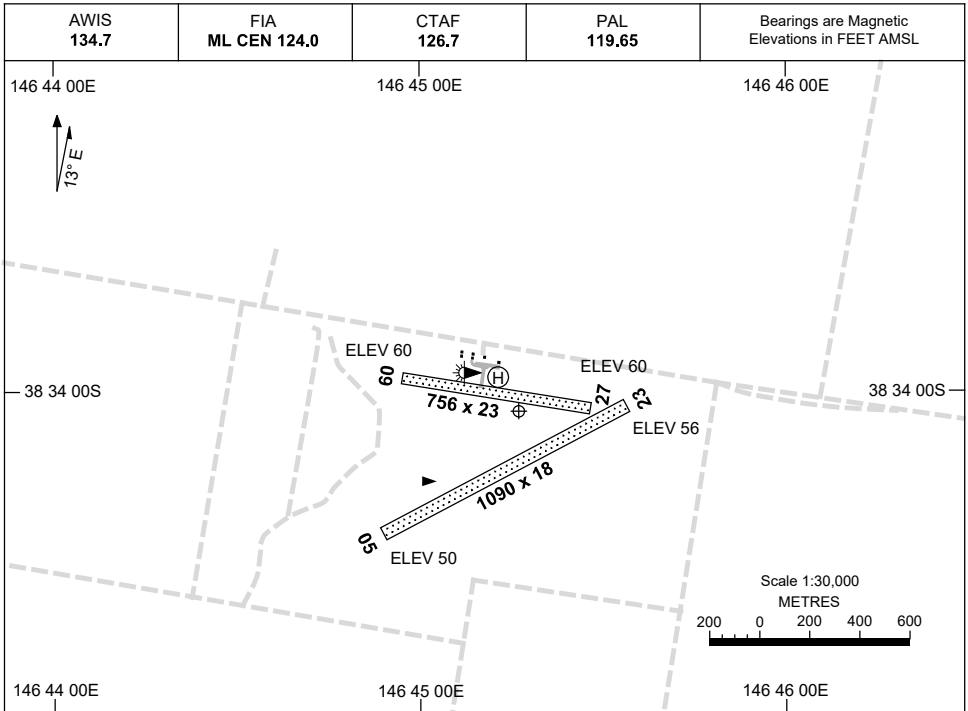 AWIS
134.7
FIA
ML CEN 124.0
CTAF
126.7
PAL
119.65
Bearings are Magnetic
Elevations in FEET AMSL
146 44 00E
146 45 00E
146 46 00E
13° E
ELEV 60
ELEV 60
09
H
27
23
38 34 00S
38 34 00S
756 x 23
ELEV 56
1090 x 18
05
ELEV 50
Scale 1:30,000
METRES
200 0 200 400 600
146 44 00E
146 45 00E
146 46 00E